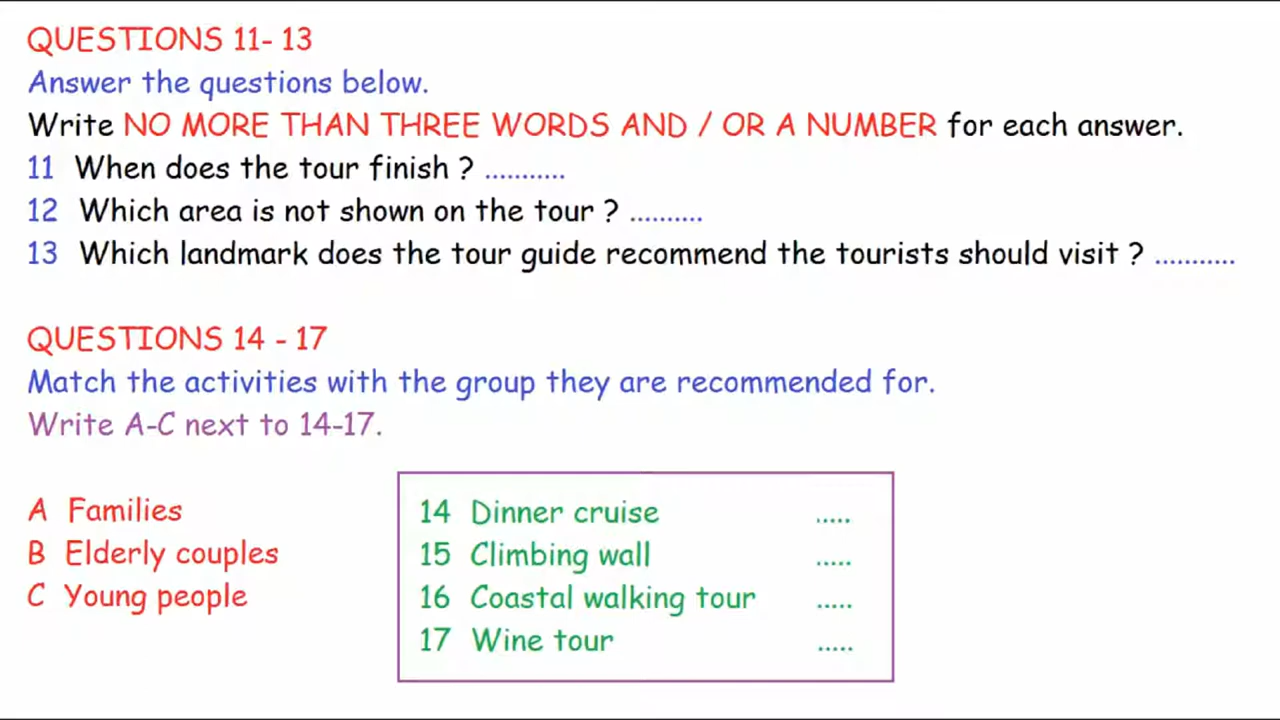 QUESTIONS 11- 13
Answer the questions below.
Write NO MORE THAN THREE WORDS AND / OR A NUMBER for each answer.
11 When does the tour finish ? ...........
12 Which area is not shown on the tour ? ..........
13 Which landmark does the tour guide recommend the tourists should visit ? ...........
QUESTIONS 14 - 17
Match the activities with the group they are recommended for.
Write A-C next to 14-17.
A Families
B Elderly couples
C Young people
14 Dinner cruise .....
15 Climbing wall .....
16 Coastal walking tour .....
17 Wine tour .....